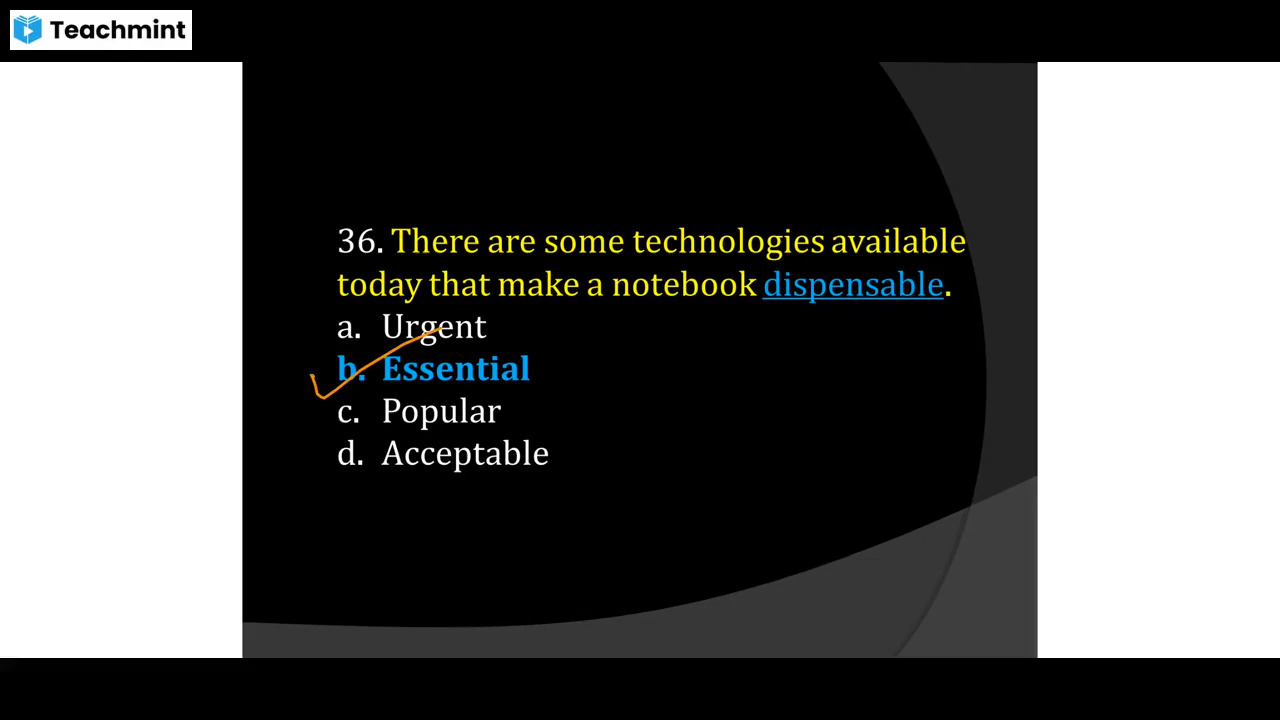 Teachmint
36. There are some technologies available
today that make a notebook dispensable.
a. Urgent
b. Essential
c. Popular
d. Acceptable